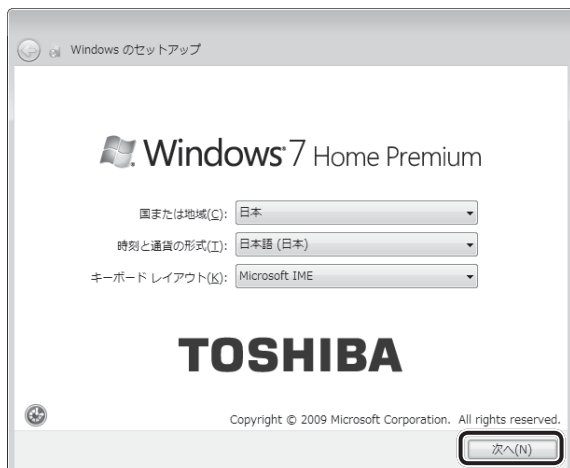 Windows のセットアップ
Windows 7 Home Premium
国または地域(C): 日本
時刻と通貨の形式(T): 日本語 (日本)
キーボード レイアウト(K): Microsoft IME
TOSHIBA
Copyright © 2009 Microsoft Corporation. All rights reserved.
次へ(N)